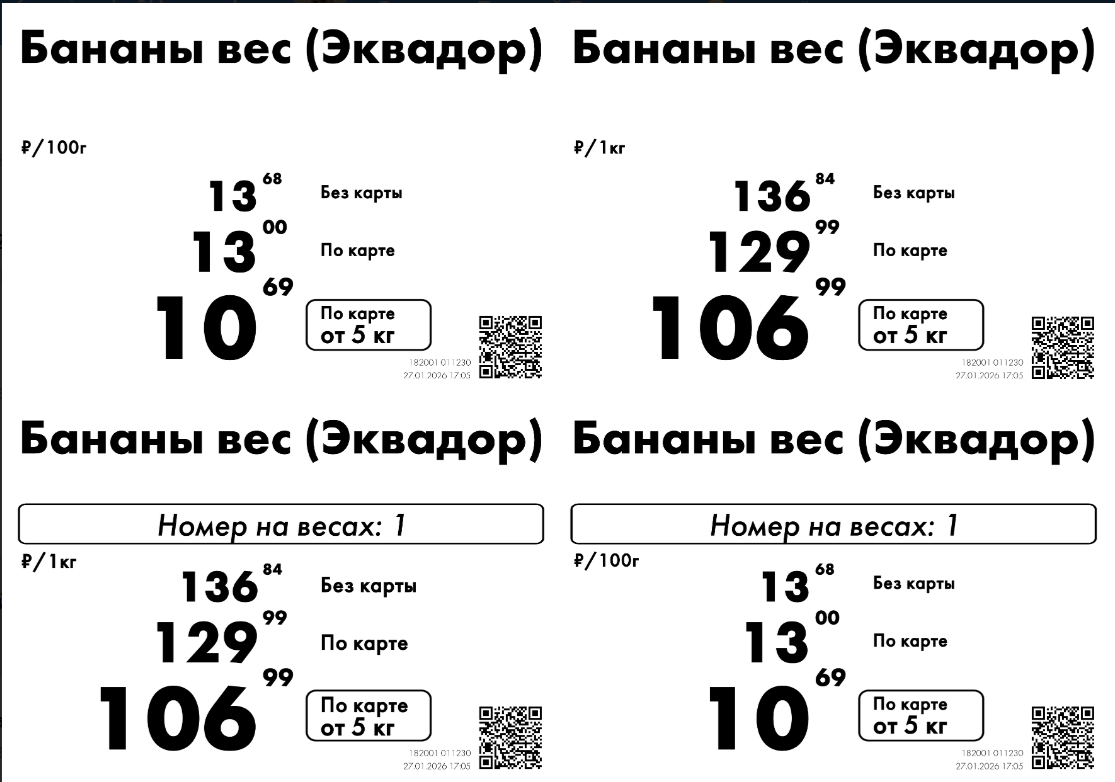 Бананы вес (Эквадор)
₽/100г
13 68 Без карты
13 00 По карте
10 69 По карте
от 5 кг
182001 011230
27.01.2026 17:05
Бананы вес (Эквадор)
₽/1кг
136 84 Без карты
129 99 По карте
106 99 По карте
от 5 кг
182001 011230
27.01.2026 17:05
Бананы вес (Эквадор)
Номер на весах: 1
₽/1кг
136 84 Без карты
129 99 По карте
106 99 По карте
от 5 кг
182001 011230
27.01.2026 17:05
Бананы вес (Эквадор)
Номер на весах: 1
₽/100г
13 68 Без карты
13 00 По карте
10 69 По карте
от 5 кг
182001 011230
27.01.2026 17:05